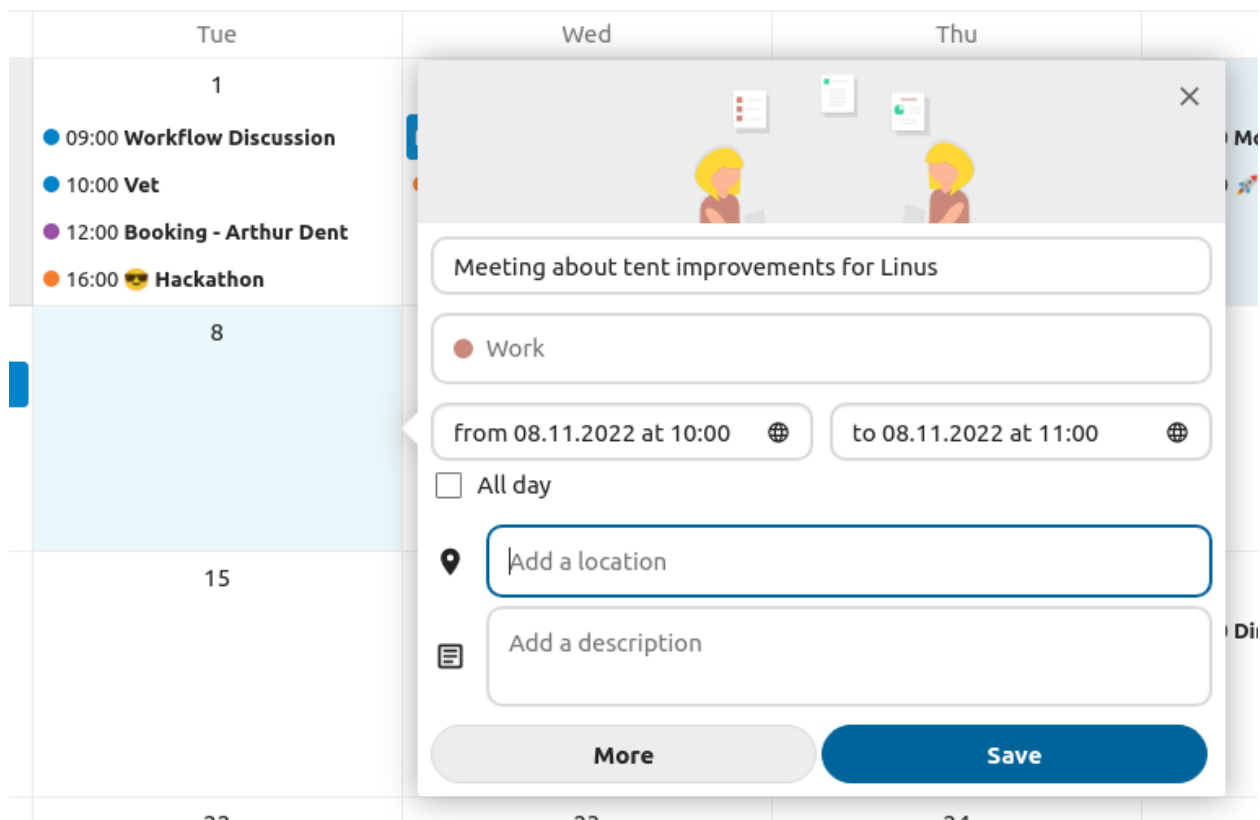 Tue Wed Thu
1
09:00 Workflow Discussion
10:00 Vet
12:00 Booking - Arthur Dent
16:00 😎 Hackathon
8
15
Meeting about tent improvements for Linus
Work
from 08.11.2022 at 10:00
to 08.11.2022 at 11:00
All day
Add a location
Add a description
More
Save